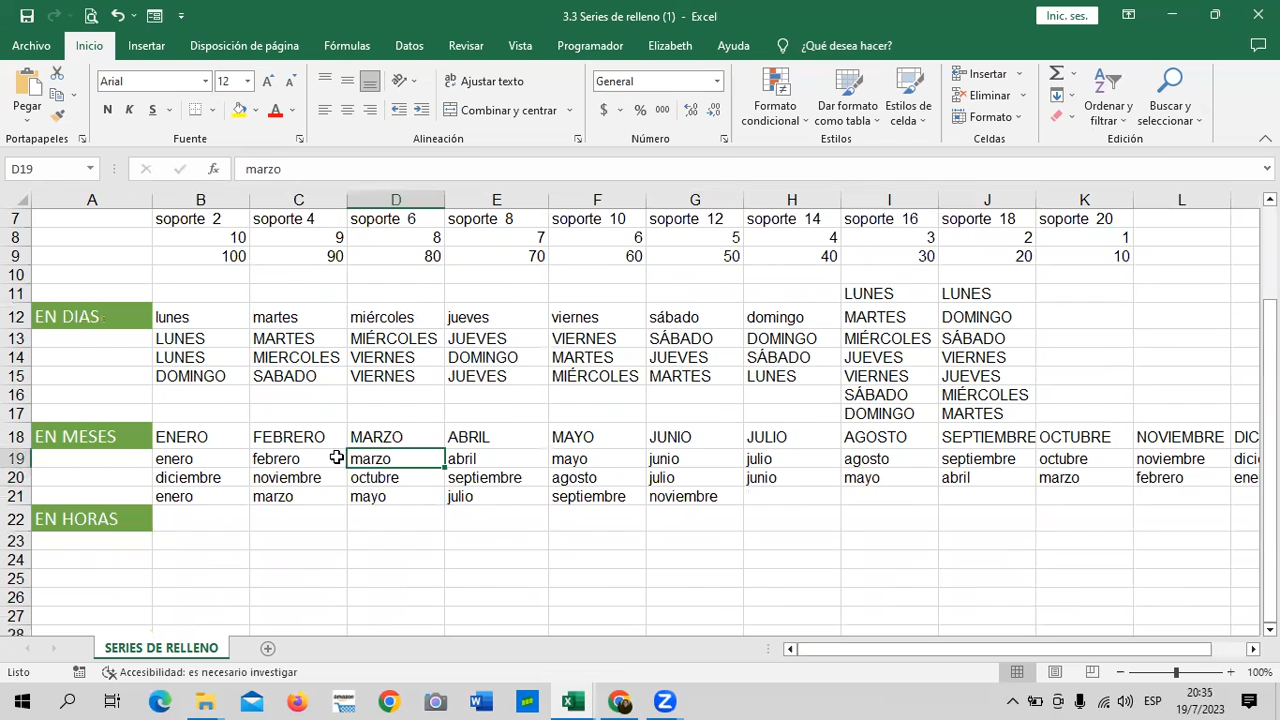 3.3 Series de relleno (1) - Excel
Inic. ses.
Archivo Inicio Insertar Disposición de página Fórmulas Datos Revisar Vista Programador Elizabeth Ayuda ¿Qué desea hacer?
Pegar
Arial 12
Ajustar texto
General
Formato condicional
Dar formato como tabla
Estilos de celda
Insertar
Eliminar
Formato
Ordenar y filtrar
Buscar y seleccionar
N K S
Combinar y centrar
$ % 000
Portapapeles Fuente Alineación Número Estilos Celdas Edición
D19 fx marzo
A B C D E F G H I J K L
7 soporte 2 soporte 4 soporte 6 soporte 8 soporte 10 soporte 12 soporte 14 soporte 16 soporte 18 soporte 20
8 10 9 8 7 6 5 4 3 2 1
9 100 90 80 70 60 50 40 30 20 10
10
11 LUNES LUNES
12 EN DIAS lunes martes miércoles jueves viernes sábado domingo MARTES DOMINGO
13 LUNES MARTES MIÉRCOLES JUEVES VIERNES SÁBADO DOMINGO MIÉRCOLES SÁBADO
14 LUNES MIERCOLES VIERNES DOMINGO MARTES JUEVES SÁBADO JUEVES VIERNES
15 DOMINGO SABADO VIERNES JUEVES MIÉRCOLES MARTES LUNES VIERNES JUEVES
16 SÁBADO MIÉRCOLES
17 DOMINGO MARTES
18 EN MESES ENERO FEBRERO MARZO ABRIL MAYO JUNIO JULIO AGOSTO SEPTIEMBRE OCTUBRE NOVIEMBRE DIC
19 enero febrero marzo abril mayo junio julio agosto septiembre octubre noviembre dici
20 diciembre noviembre octubre septiembre agosto julio junio mayo abril marzo febrero ene
21 enero marzo mayo julio septiembre noviembre
22 EN HORAS
23
24
25
26
27
28
SERIES DE RELLENO
Listo Accesibilidad: es necesario investigar 100%
ESP 20:35
19/7/2023